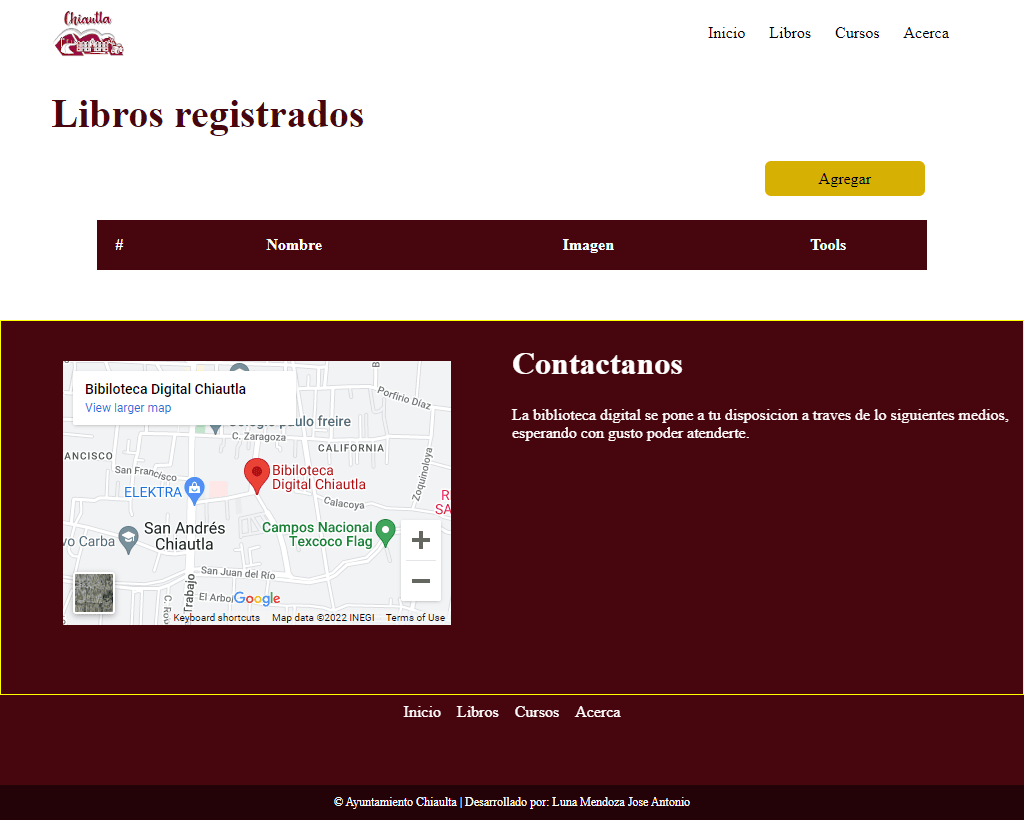 Chiautla
Inicio Libros Cursos Acerca
Libros registrados
Agregar
# Nombre Imagen Tools
Bibiloteca Digital Chiautla
View larger map
paulo freire
C. Zaragoza
Porfirio Díaz
CALIFORNIA
ANCISCO
San Francisco
Zoquinoloya
Bibiloteca
Digital Chiautla
ELEKTRA
Calacoya
R
SA
San Andrés
Chiautla
vo Carba
Campos Nacional
Texcoco Flag
San Juan del Río
Trabajo
El Arbol
C. Ro
Google
Keyboard shortcuts Map data ©2022 INEGI Terms of Use
Contactanos
La biblioteca digital se pone a tu disposicion a traves de lo siguientes medios,
esperando con gusto poder atenderte.
Inicio Libros Cursos Acerca
© Ayuntamiento Chiaulta | Desarrollado por: Luna Mendoza Jose Antonio